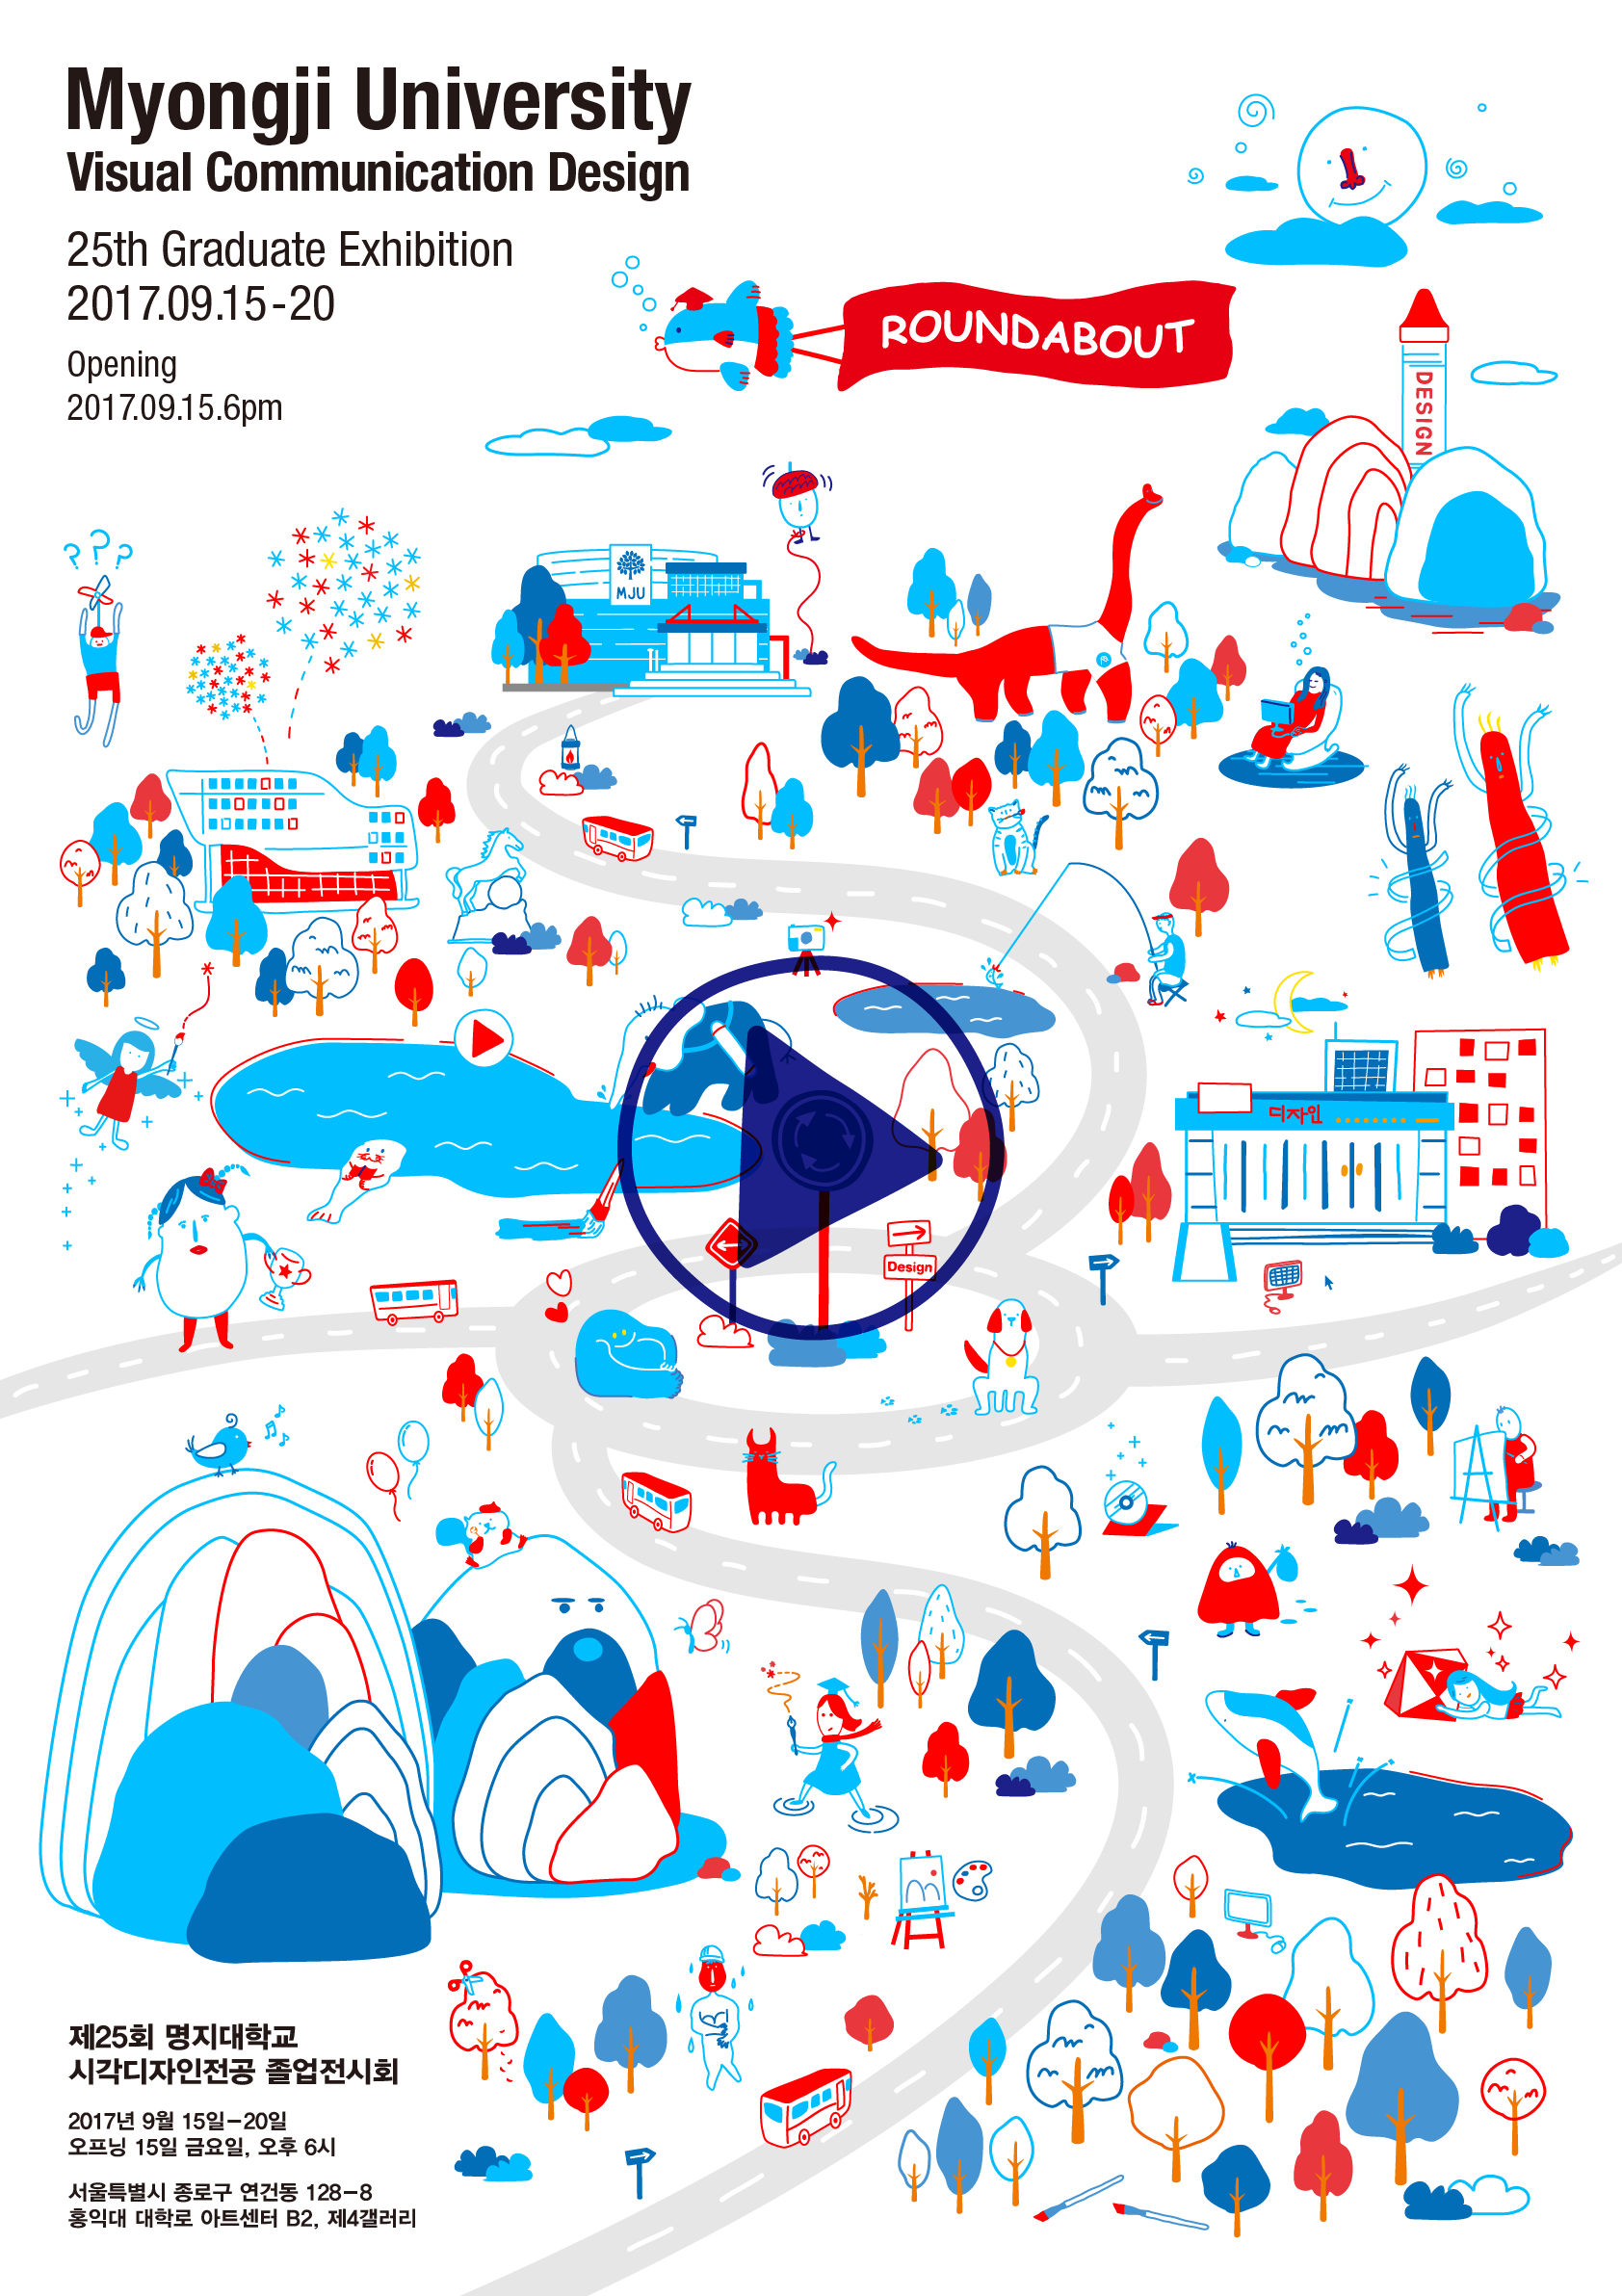 Myongji University
Visual Communication Design
25th Graduate Exhibition
2017.09.15-20
Opening
2017.09.15.6pm
ROUNDABOUT
DESIGN
???
MJU
디자인
Design
제25회 명지대학교
시각디자인전공 졸업전시회
2017년 9월 15일-20일
오프닝 15일 금요일, 오후 6시
서울특별시 종로구 연건동 128-8
홍익대 대학로 아트센터 B2, 제4갤러리